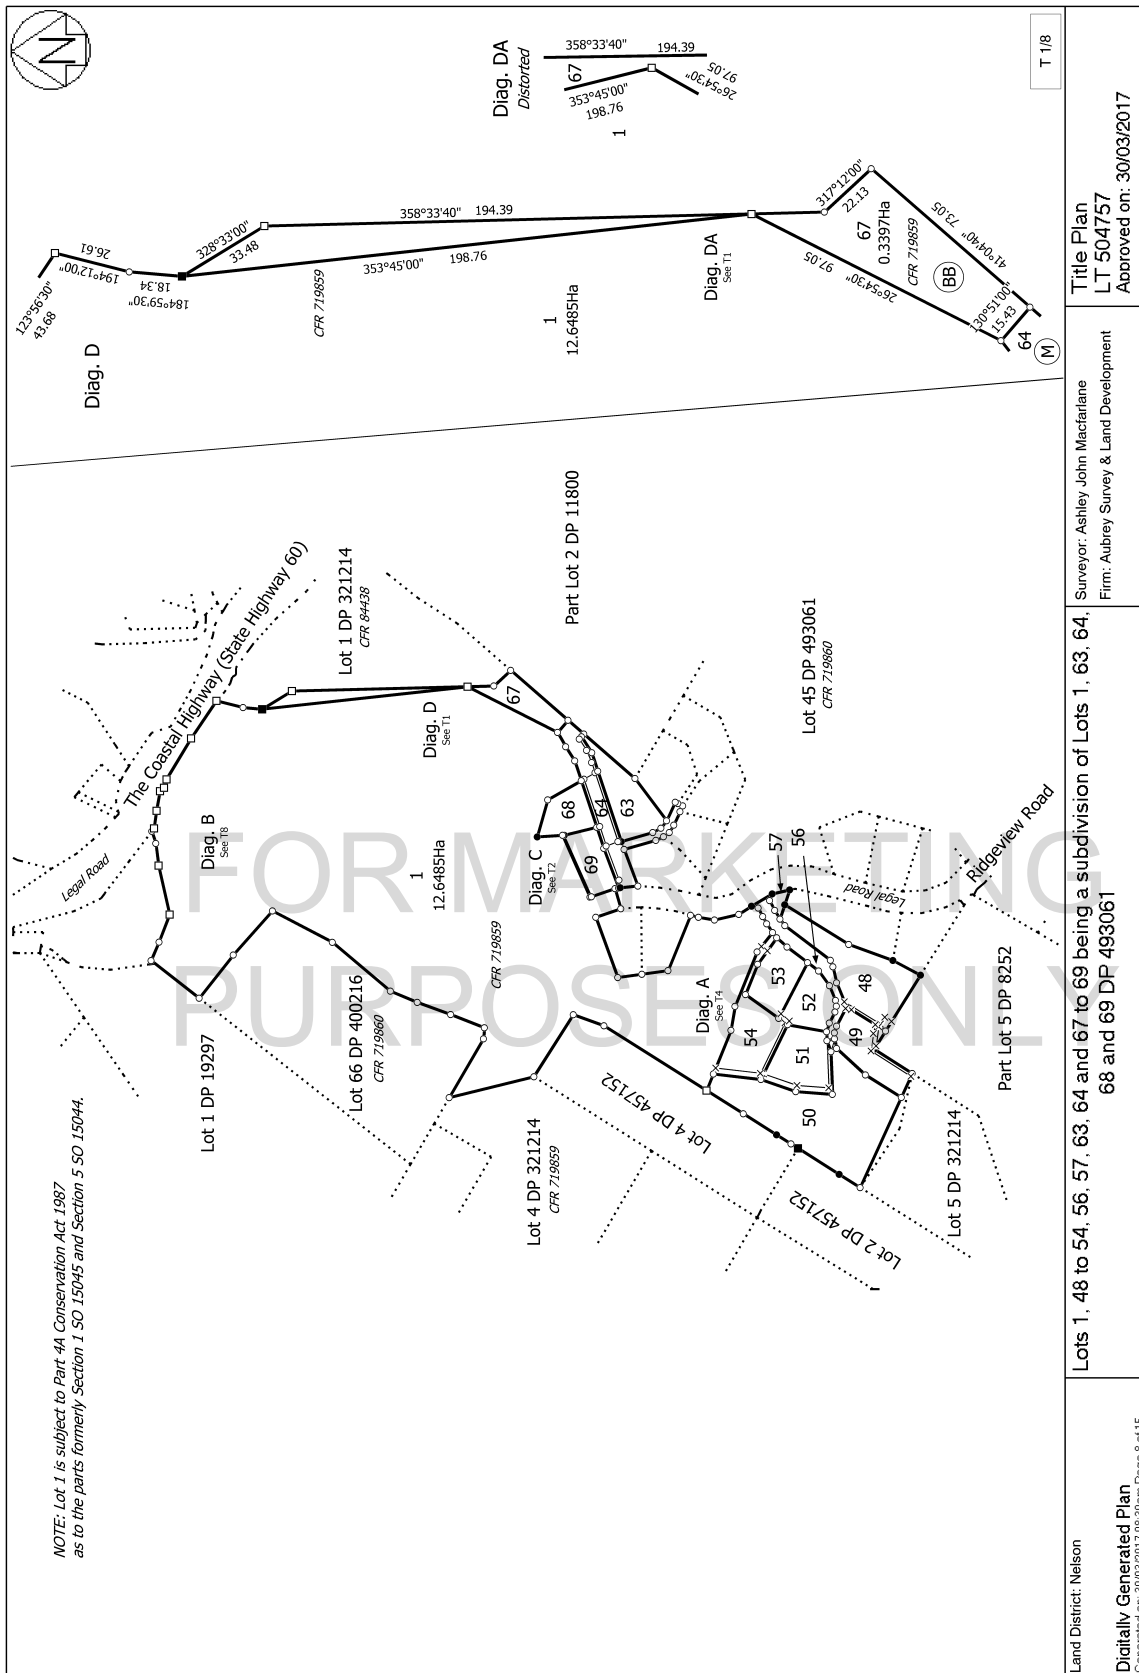 NOTE: Lot 1 is subject to Part 4A Conservation Act 1987
as to the parts formerly Section 1 SO 15045 and Section 5 SO 15044.
N
T 1/8
Diag. D
123°56'30"
43.68
194°12'00"
26.61
184°59'30"
18.34
328°33'00"
33.48
358°33'40" 194.39
353°45'00" 198.76
CFR 719859
1
12.6485Ha
Diag. DA
See T1
317°12'00"
22.13
67
0.3397Ha
CFR 719859
BB
41°04'40" 73.05
97.05
26°54'30"
130°51'00"
15.43
64
M
Diag. DA
Distorted
358°33'40" 194.39
67
353°45'00"
198.76
97.05
26°54'30"
1
The Coastal Highway (State Highway 60)
Legal Road
Diag. B
See T8
Lot 1 DP 321214
CFR 84438
Part Lot 2 DP 11800
Lot 45 DP 493061
CFR 719860
Diag. D
See T1
67
1
12.6485Ha
CFR 719859
Diag. C
See T2
68
64
63
69
Lot 1 DP 19297
Lot 66 DP 400216
CFR 719860
Lot 4 DP 321214
CFR 719859
Lot 4 DP 457152
Lot 2 DP 457152
Diag. A
See T4
57
56
53
54
52
51
50
48
49
Legal Road
Ridgeview Road
Part Lot 5 DP 8252
Lot 5 DP 321214
FOR MARKETING
PURPOSES ONLY
Land District: Nelson
Digitally Generated Plan
Lots 1, 48 to 54, 56, 57, 63, 64 and 67 to 69 being a subdivision of Lots 1, 63, 64,
68 and 69 DP 493061
Surveyor: Ashley John Macfarlane
Firm: Aubrey Survey & Land Development
Title Plan
LT 504757
Approved on: 30/03/2017